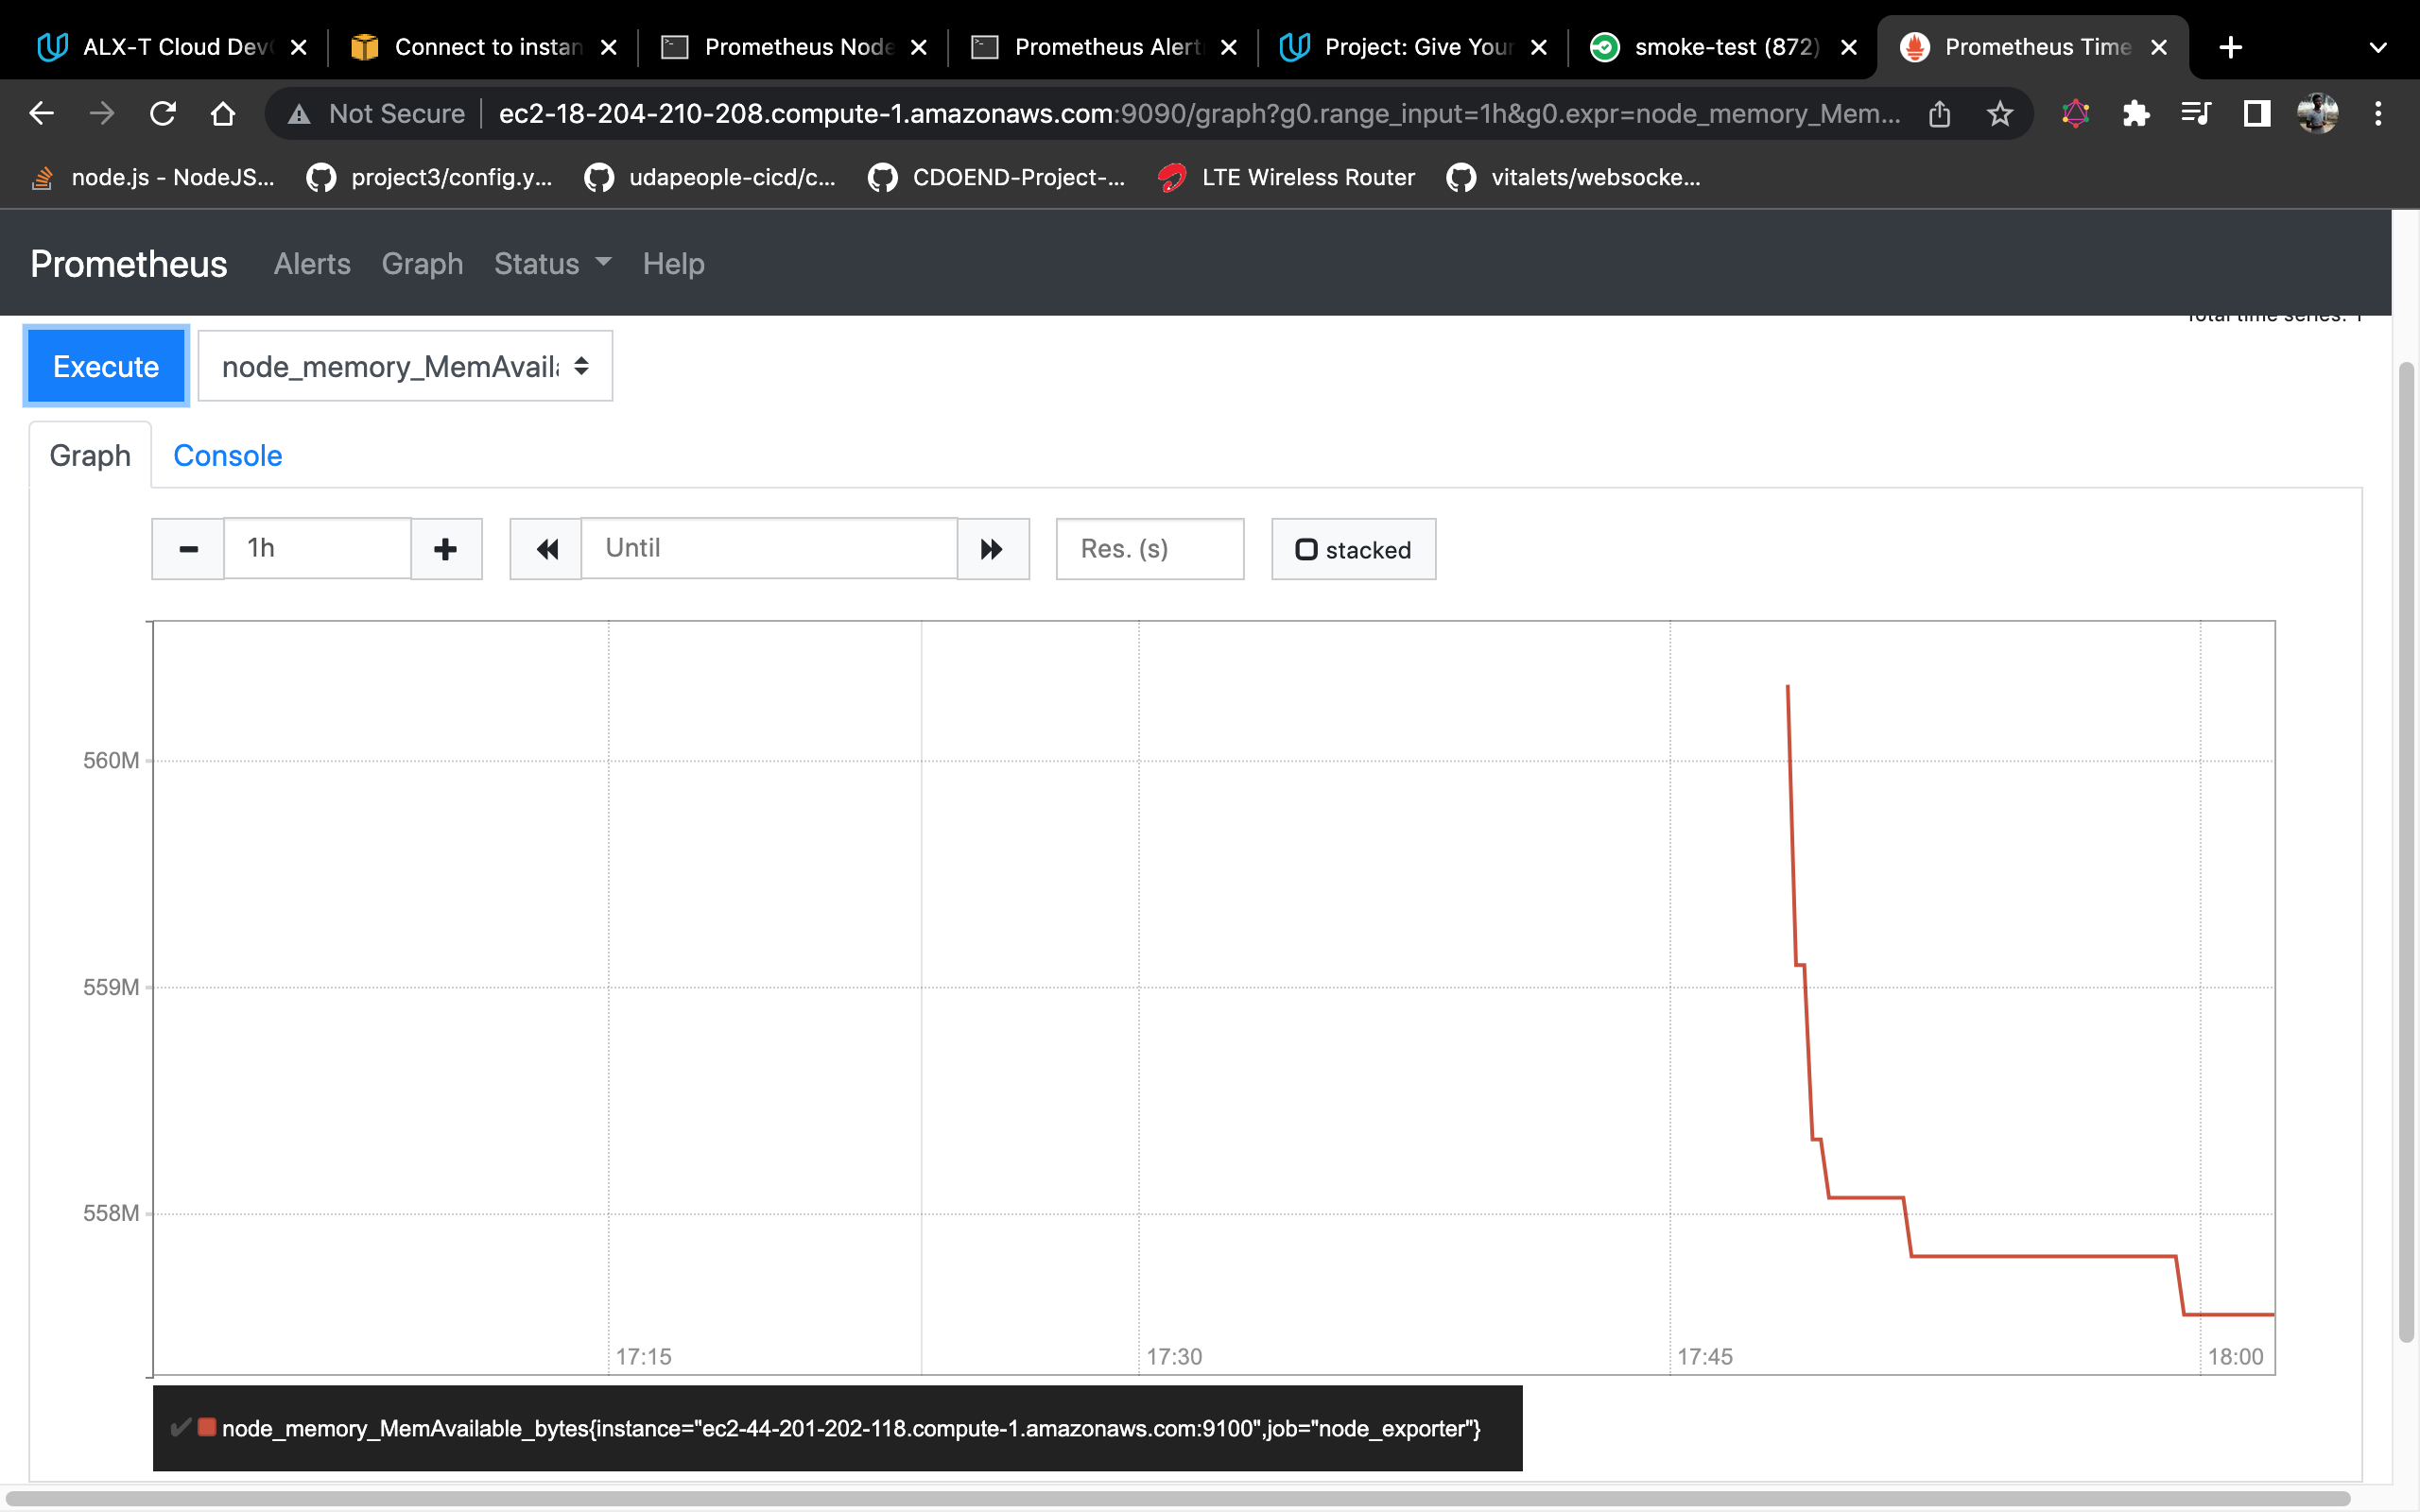 ALX-T Cloud Dev
Connect to instan
Prometheus Node
Prometheus Alert
Project: Give Your
smoke-test (872)
Prometheus Time
Not Secure
ec2-18-204-210-208.compute-1.amazonaws.com:9090/graph?g0.range_input=1h&g0.expr=node_memory_Mem...
node.js - NodeJS...
project3/config.y...
udapeople-cicd/c...
CDOEND-Project-...
LTE Wireless Router
vitalets/websocke...
Prometheus
Alerts
Graph
Status
Help
Total time series: 1
Execute
node_memory_MemAvail
Graph
Console
1h
Until
Res. (s)
stacked
560M
559M
558M
17:15
17:30
17:45
18:00
node_memory_MemAvailable_bytes{instance="ec2-44-201-202-118.compute-1.amazonaws.com:9100",job="node_exporter"}